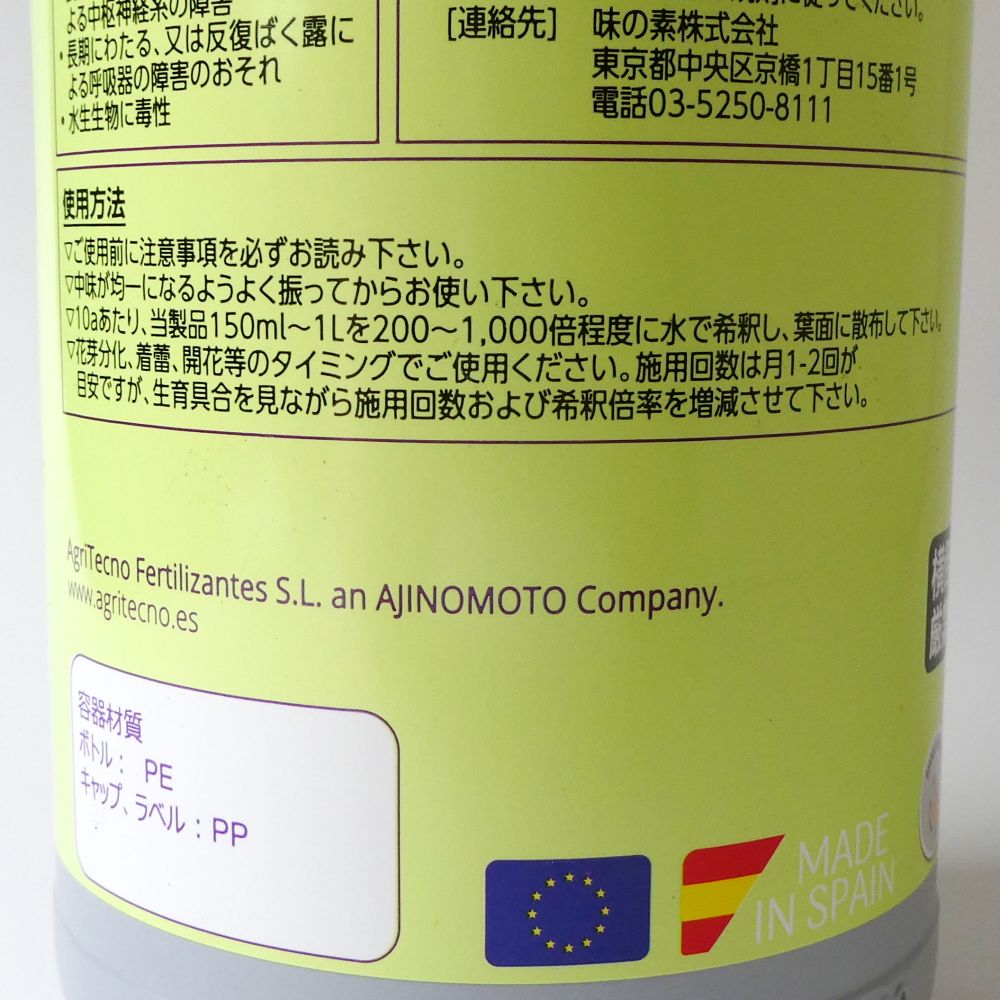 よる中枢神経系の障害
・長期にわたる、又は反復ばく露に
よる呼吸器の障害のおそれ
・水生生物に毒性
[連絡先]
味の素株式会社
東京都中央区京橋1丁目15番1号
電話03-5250-8111
使用方法
▽ご使用前に注意事項を必ずお読み下さい。
▽中味が均一になるようよく振ってからお使い下さい。
▽10aあたり、当製品150ml～1Lを200～1,000倍程度に水で希釈し、葉面に散布して下さい。
▽花芽分化、着蕾、開花等のタイミングでご使用ください。施用回数は月1-2回が
目安ですが、生育具合を見ながら施用回数および希釈倍率を増減させて下さい。
AgriTecno Fertilizantes S.L. an AJINOMOTO Company.
www.agritecno.es
容器材質
ボトル： PE
キャップ、ラベル：PP
MADE
IN SPAIN